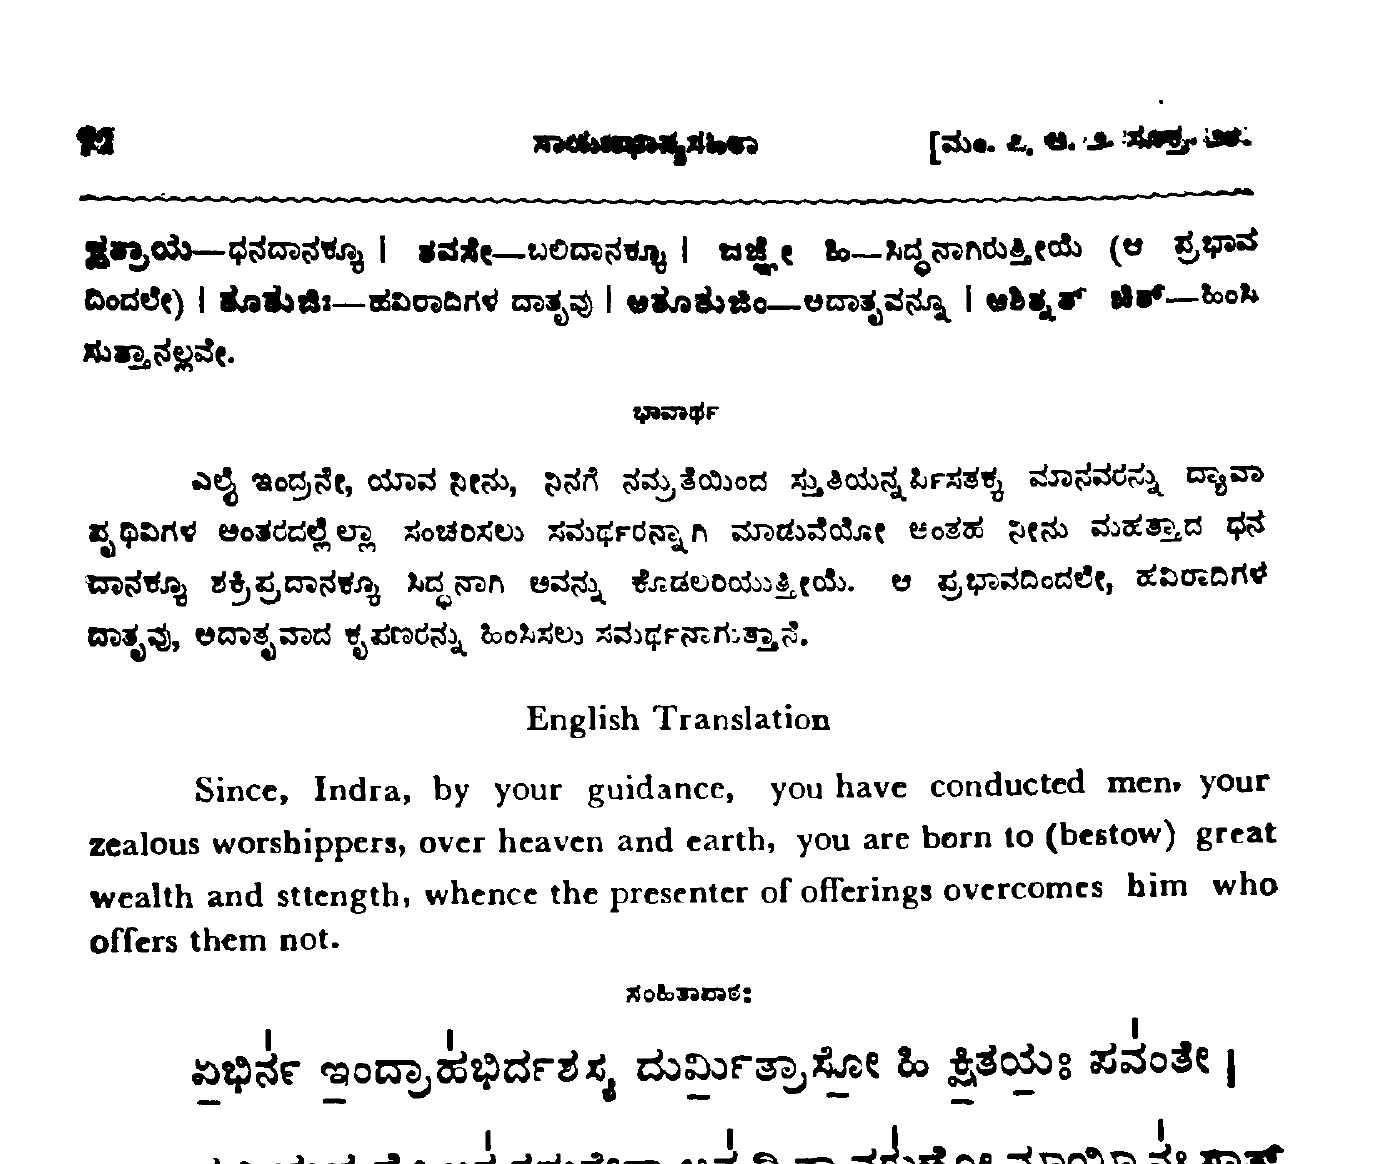 ಸಾಯಣಭಾಷ್ಯಸಹಿತಾ [ಮಂ. ೭. ಅ. ೨. ಸೂಕ್ತ
ಕ್ಷತ್ರಾಯ—ಧನದಾನಕ್ಕೂ | ಶವಸೇ—ಬಲಿದಾನಕ್ಕೂ | ಜಜ್ಞೇ ಹಿ—ಸಿದ್ಧನಾಗಿರುತ್ತೀಯೆ (ಆ ಪ್ರಭಾವ
ದಿಂದಲೇ) | ತೂತುಜಿಃ—ಹವಿರಾದಿಗಳ ದಾತೃವು | ಅತೂತುಜಿಂ—ಅದಾತೃವನ್ನೂ | ಅಶಿಶ್ನತ್ ಚಿತ್—ಹಿಂಸಿ
ಸುತ್ತಾನಲ್ಲವೇ.
ಭಾವಾರ್ಥ
ಎಲೈ ಇಂದ್ರನೇ, ಯಾವ ನೀನು, ನಿನಗೆ ನಮ್ರತೆಯಿಂದ ಸ್ತುತಿಯನ್ನರ್ಪಿಸತಕ್ಕ ಮಾನವರನ್ನು ದ್ಯಾವಾ
ಪೃಥಿವಿಗಳ ಅಂತರದಲ್ಲೆಲ್ಲಾ ಸಂಚರಿಸಲು ಸಮರ್ಥರನ್ನಾಗಿ ಮಾಡುವೆಯೋ ಅಂತಹ ನೀನು ಮಹತ್ತಾದ ಧನ
ದಾನಕ್ಕೂ ಶಕ್ತಿಪ್ರದಾನಕ್ಕೂ ಸಿದ್ಧನಾಗಿ ಅವನ್ನು ಕೊಡಲರಿಯುತ್ತೀಯೆ. ಆ ಪ್ರಭಾವದಿಂದಲೇ, ಹವಿರಾದಿಗಳ
ದಾತೃವು, ಅದಾತೃವಾದ ಕೃಪಣರನ್ನು ಹಿಂಸಿಸಲು ಸಮರ್ಥನಾಗುತ್ತಾನೆ.
English Translation
Since, Indra, by your guidance, you have conducted men, your
zealous worshippers, over heaven and earth, you are born to (bestow) great
wealth and sttength, whence the presenter of offerings overcomes him who
offers them not.
ಸಂಹಿತಾಪಾಠಃ
ಏ॒ಭಿರ್ನ॑ ಇಂ॒ದ್ರಾಹ॑ಭಿರ್ದಶಸ್ಯ ದುರ್ಮಿ॒ತ್ರಾಸೋ॒ ಹಿ ಕ್ಷಿ॒ತಯಃ॒ ಪವಂ॑ತೇ |